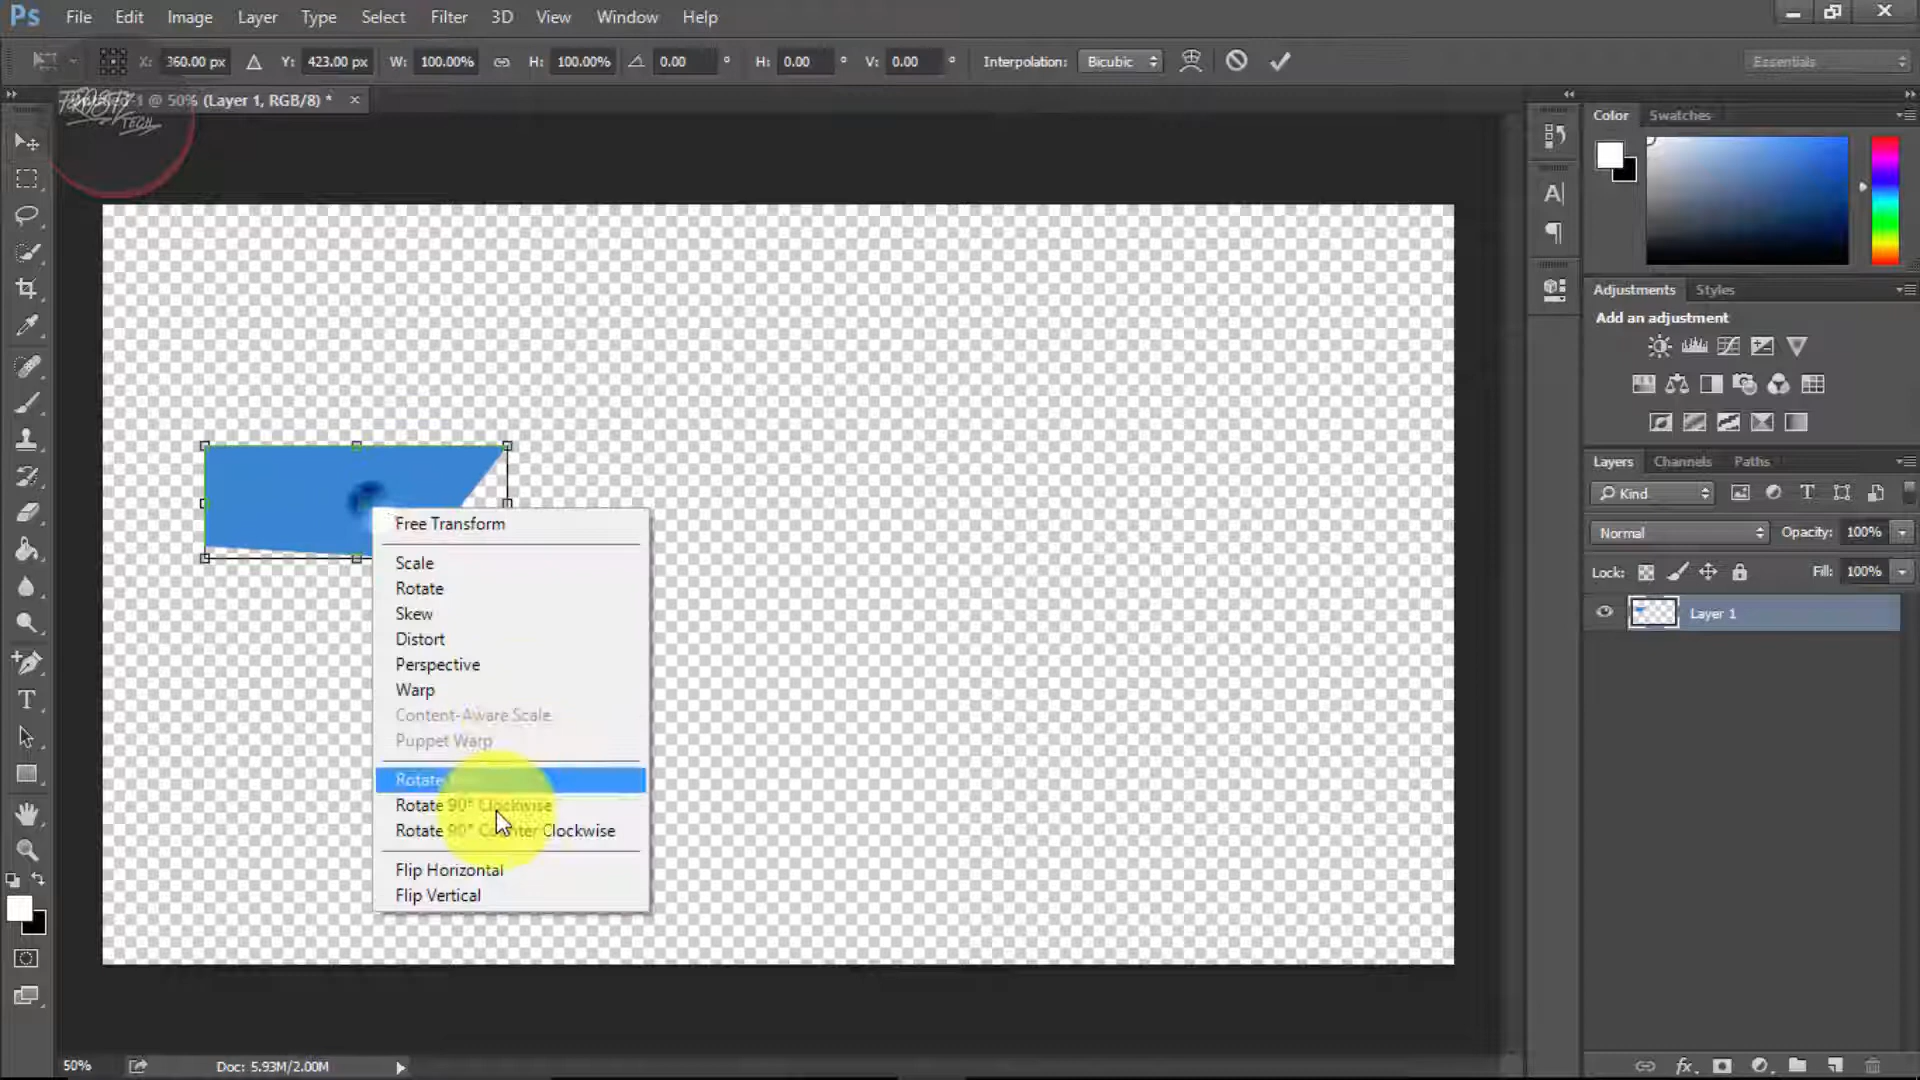 Ps File Edit Image Layer Type Select Filter 3D View Window Help
X: 360.00 px Y: 423.00 px W: 100.00% H: 100.00% 0.00 ° H: 0.00 ° V: 0.00 ° Interpolation: Bicubic Essentials
-1 @ 50% (Layer 1, RGB/8) * ×
TECH
Color Swatches
Adjustments Styles
Add an adjustment
Layers Channels Paths
Kind
Normal Opacity: 100%
Lock: Fill: 100%
Layer 1
Free Transform
Scale
Rotate
Skew
Distort
Perspective
Warp
Content-Aware Scale
Puppet Warp
Rotate
Rotate 90° Clockwise
Rotate 90° Counter Clockwise
Flip Horizontal
Flip Vertical
50% Doc: 5.93M/2.00M